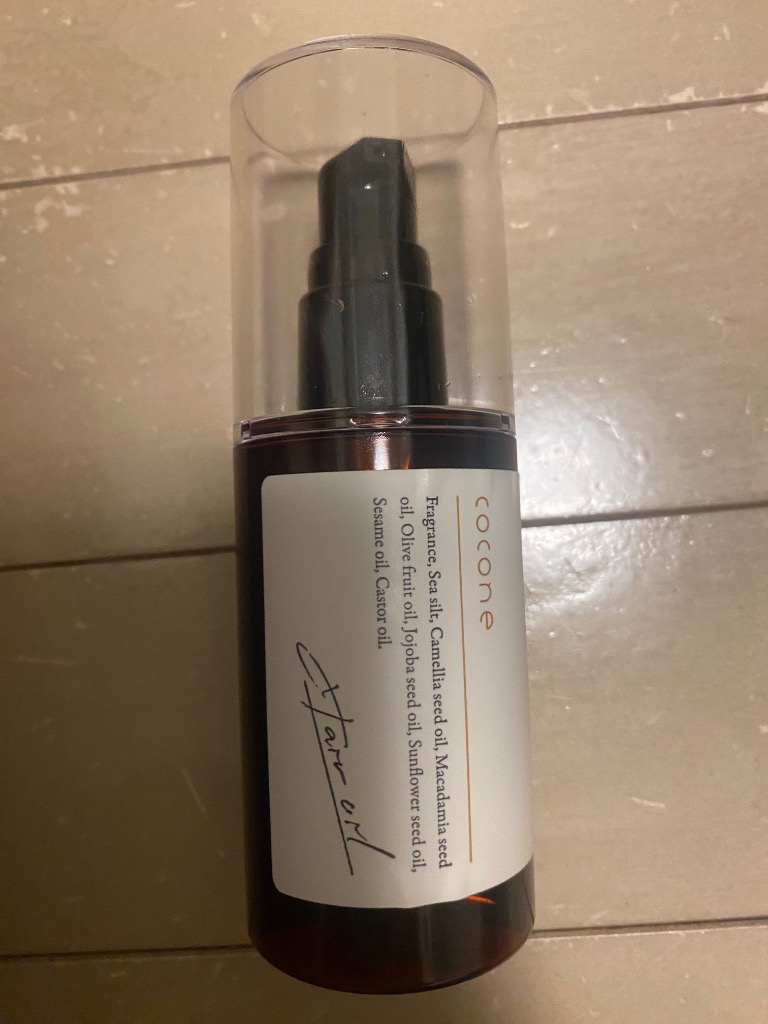 cocone
Fragrance, Sea silt, Camellia seed oil, Macadamia seed
oil, Olive fruit oil, Jojoba seed oil, Sunflower seed oil,
Sesame oil, Castor oil.